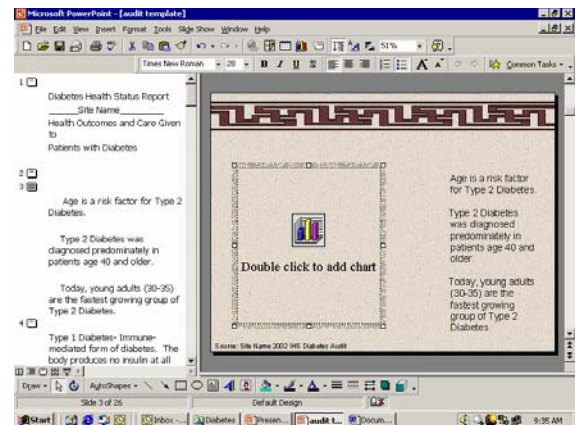 Microsoft PowerPoint - [audit template]
File Edit View Insert Format Tools Slide Show Window Help
51%
Times New Roman 28 B I U S A A Common Tasks
1
Diabetes Health Status Report
______Site Name__________
Health Outcomes and Care Given
to
Patients with Diabetes
2
3
Age is a risk factor for Type 2
Diabetes.
Type 2 Diabetes was
diagnosed predominately in
patients age 40 and older.
Today, young adults (30-35)
are the fastest growing group of
Type 2 Diabetes.
4
Type 1 Diabetes- Immune-
mediated form of diabetes. The
body produces no insulin at all
Double click to add chart
Source: Site Name 2002 IHS Diabetes Audit
Age is a risk factor
for Type 2 Diabetes.
Type 2 Diabetes
was diagnosed
predominately in
patients age 40 and
older.
Today, young adults
(30-35) are the
fastest growing
group of Type 2
Diabetes.
Draw AutoShapes
Slide 3 of 26 Default Design
Start Inbox -... Diabetes Presen... audit t... Docum... 9:35 AM